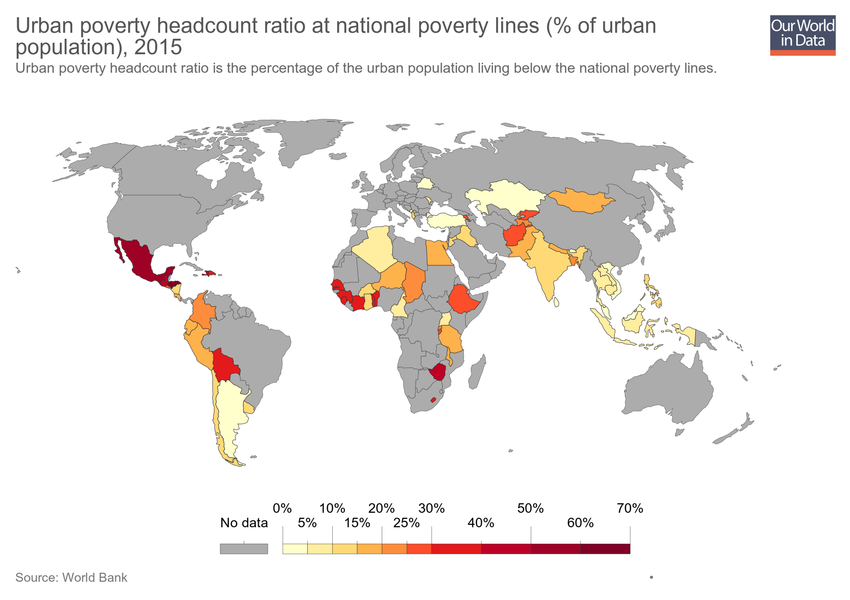 Urban poverty headcount ratio at national poverty lines (% of urban
population), 2015
Our World
in Data
Urban poverty headcount ratio is the percentage of the urban population living below the national poverty lines.
0% 10% 20% 30% 50% 70%
No data 5% 15% 25% 40% 60%
Source: World Bank